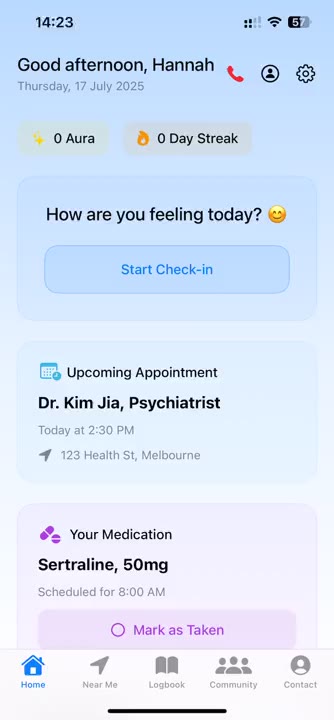 14:23
57
Good afternoon, Hannah
Thursday, 17 July 2025
0 Aura
0 Day Streak
How are you feeling today? 😊
Start Check-in
Upcoming Appointment
Dr. Kim Jia, Psychiatrist
Today at 2:30 PM
123 Health St, Melbourne
Your Medication
Sertraline, 50mg
Scheduled for 8:00 AM
Mark as Taken
Home
Near Me
Logbook
Community
Contact